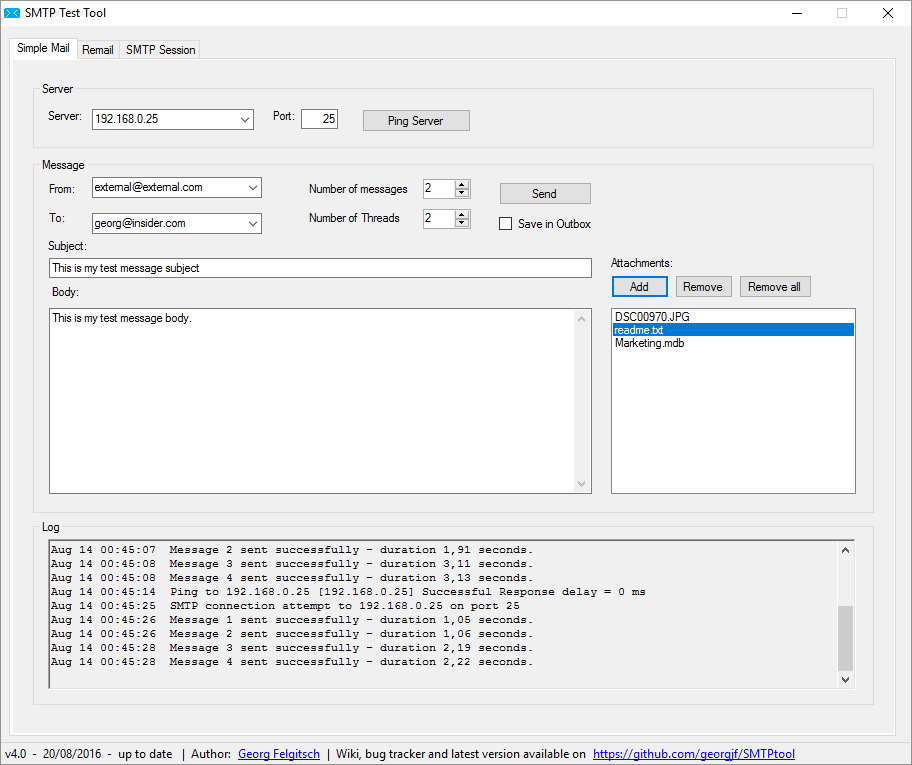 SMTP Test Tool
Simple Mail Remail SMTP Session
Server
Server: 192.168.0.25 Port: 25 Ping Server
Message
From: external@external.com Number of messages 2 Send
To: georg@insider.com Number of Threads 2 Save in Outbox
Subject:
This is my test message subject
Attachments:
Body:
Add Remove Remove all
This is my test message body.
DSC00970.JPG
readme.txt
Marketing.mdb
Log
Aug 14 00:45:07 Message 2 sent successfully - duration 1,91 seconds.
Aug 14 00:45:08 Message 3 sent successfully - duration 3,11 seconds.
Aug 14 00:45:08 Message 4 sent successfully - duration 3,13 seconds.
Aug 14 00:45:14 Ping to 192.168.0.25 [192.168.0.25] Successful Response delay = 0 ms
Aug 14 00:45:25 SMTP connection attempt to 192.168.0.25 on port 25
Aug 14 00:45:26 Message 1 sent successfully - duration 1,05 seconds.
Aug 14 00:45:26 Message 2 sent successfully - duration 1,06 seconds.
Aug 14 00:45:28 Message 3 sent successfully - duration 2,19 seconds.
Aug 14 00:45:28 Message 4 sent successfully - duration 2,22 seconds.
v4.0 - 20/08/2016 - up to date | Author: Georg Felgitsch | Wiki, bug tracker and latest version available on https://github.com/georgjf/SMTPtool